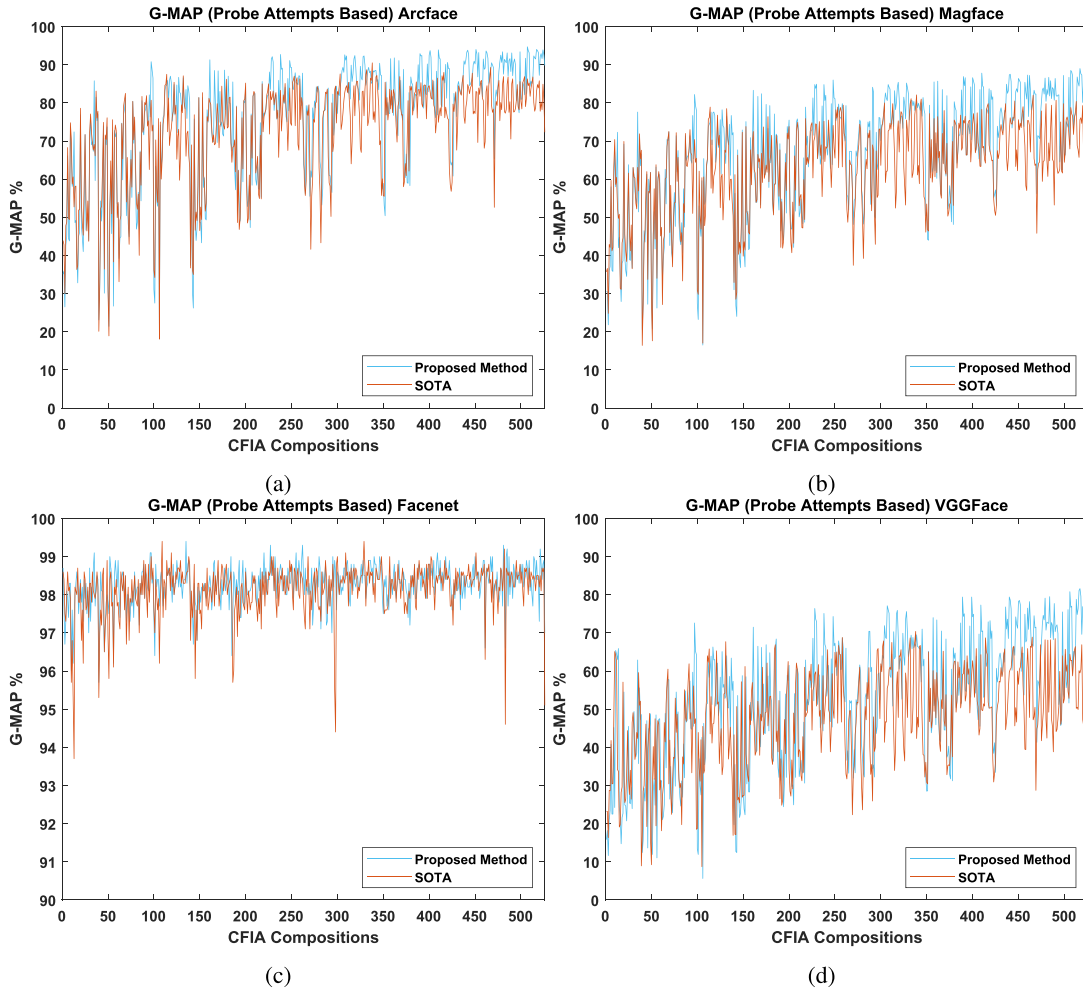 G-MAP (Probe Attempts Based) Arcface
100
90
80
70
60
50
40
30
20
10
0
G-MAP %
Proposed Method
SOTA
0 50 100 150 200 250 300 350 400 450 500
CFIA Compositions
(a)
G-MAP (Probe Attempts Based) Magface
100
90
80
70
60
50
40
30
20
10
0
G-MAP %
Proposed Method
SOTA
0 50 100 150 200 250 300 350 400 450 500
CFIA Compositions
(b)
G-MAP (Probe Attempts Based) Facenet
100
99
98
97
96
95
94
93
92
91
90
G-MAP %
Proposed Method
SOTA
0 50 100 150 200 250 300 350 400 450 500
CFIA Compositions
(c)
G-MAP (Probe Attempts Based) VGGFace
100
90
80
70
60
50
40
30
20
10
0
G-MAP %
Proposed Method
SOTA
0 50 100 150 200 250 300 350 400 450 500
CFIA Compositions
(d)